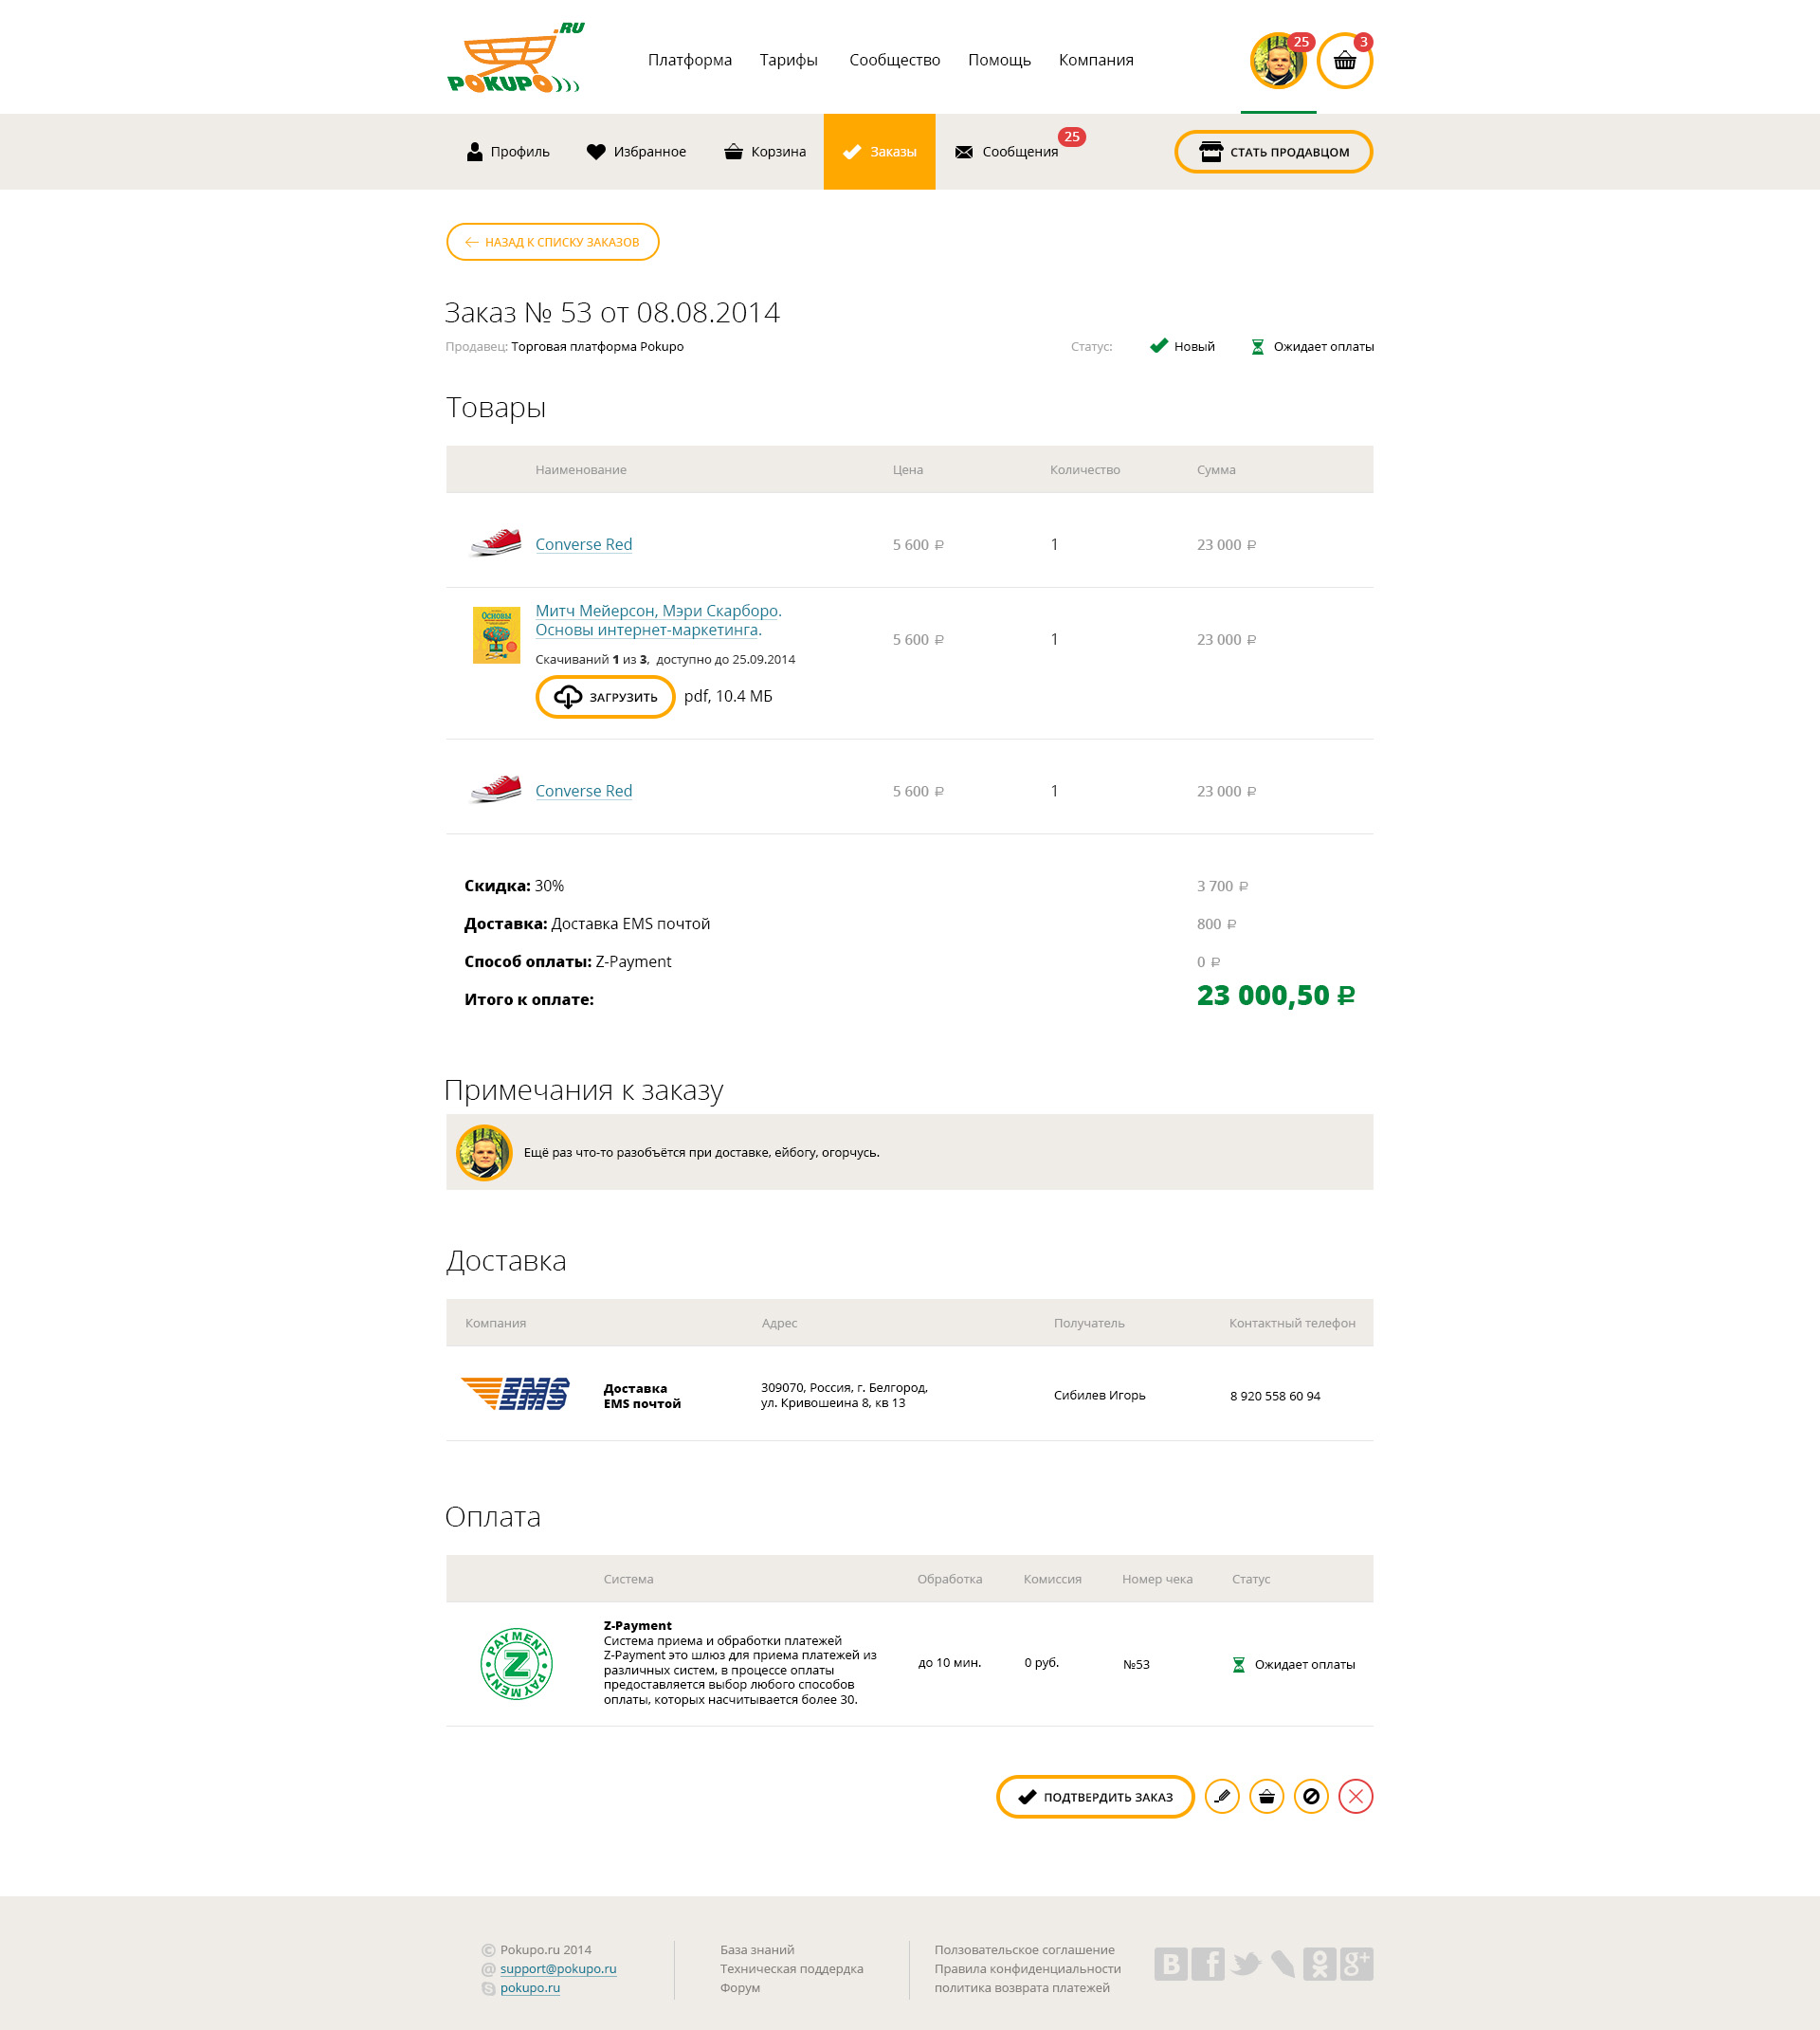 .RU
POKUPO
Платформа Тарифы Сообщество Помощь Компания
25
3
Профиль Избранное Корзина Заказы Сообщения 25 СТАТЬ ПРОДАВЦОМ
НАЗАД К СПИСКУ ЗАКАЗОВ
Заказ № 53 от 08.08.2014
Продавец: Торговая платформа Pokupo Статус: Новый Ожидает оплаты
Товары
Наименование Цена Количество Сумма
Converse Red 5 600 ₽ 1 23 000 ₽
ОСНОВЫ
Митч Мейерсон, Мэри Скарборо.
Основы интернет-маркетинга.
5 600 ₽ 1 23 000 ₽
Скачиваний 1 из 3, доступно до 25.09.2014
ЗАГРУЗИТЬ pdf, 10.4 МБ
Converse Red 5 600 ₽ 1 23 000 ₽
Скидка: 30% 3 700 ₽
Доставка: Доставка EMS почтой 800 ₽
Способ оплаты: Z-Payment 0 ₽
Итого к оплате: 23 000,50 ₽
Примечания к заказу
Ещё раз что-то разобъётся при доставке, ейбогу, огорчусь.
Доставка
Компания Адрес Получатель Контактный телефон
EMS
Доставка
EMS почтой
309070, Россия, г. Белгород,
ул. Кривошеина 8, кв 13
Сибилев Игорь
8 920 558 60 94
Оплата
Система Обработка Комиссия Номер чека Статус
PAYMENT Z PAYMENT
Z-Payment
Система приема и обработки платежей
Z-Payment это шлюз для приема платежей из
различных систем, в процессе оплаты
предоставляется выбор любого способов
оплаты, которых насчитывается более 30.
до 10 мин. 0 руб. №53 Ожидает оплаты
ПОДТВЕРДИТЬ ЗАКАЗ
© Pokupo.ru 2014
@ support@pokupo.ru
pokupo.ru
База знаний
Техническая поддердка
Форум
Ползовательское соглашение
Правила конфиденциальности
политика возврата платежей
B f g+